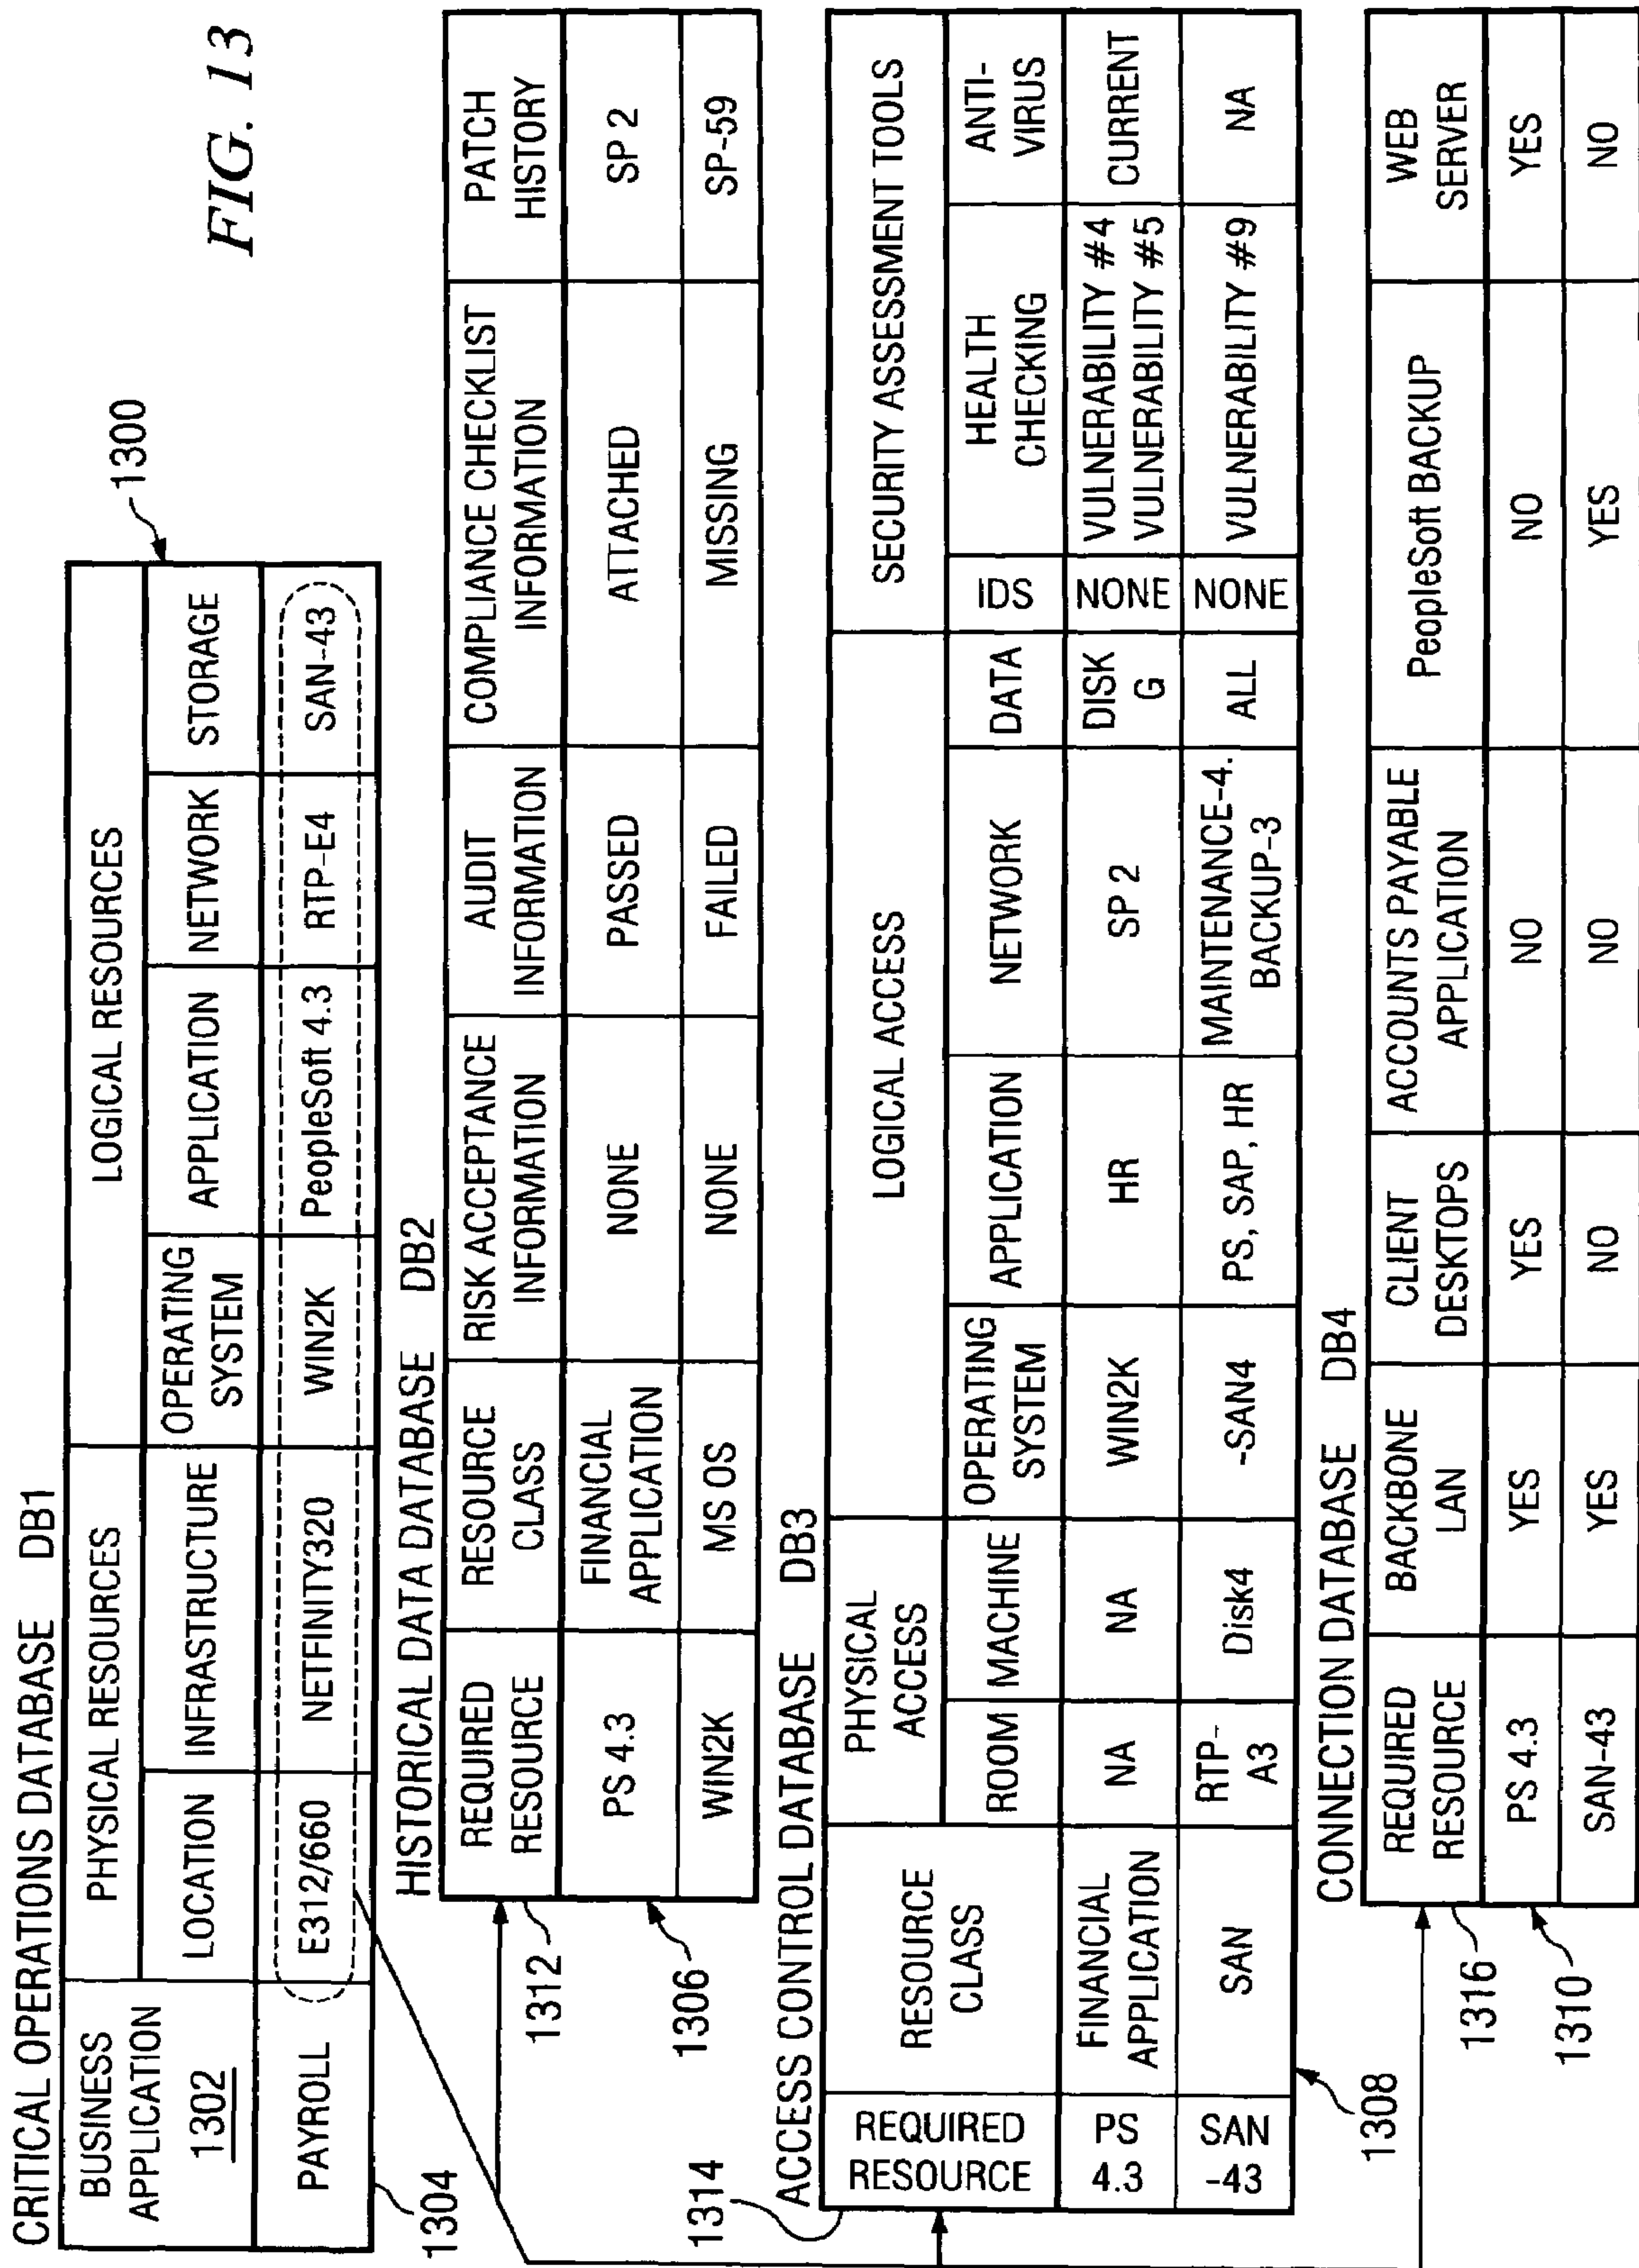 FIG. 13
CRITICAL OPERATIONS DATABASE DB1
BUSINESS APPLICATION 1302
PHYSICAL RESOURCES
LOGICAL RESOURCES
LOCATION
INFRASTRUCTURE
OPERATING SYSTEM
APPLICATION
NETWORK
STORAGE
1300
PAYROLL
E312/660
NETFINITY320
WIN2K
PeopleSoft 4.3
RTP-E4
SAN-43
1304
HISTORICAL DATA DATABASE DB2
REQUIRED RESOURCE
RESOURCE CLASS
RISK ACCEPTANCE INFORMATION
AUDIT INFORMATION
COMPLIANCE CHECKLIST INFORMATION
PATCH HISTORY
PS 4.3
FINANCIAL APPLICATION
NONE
PASSED
ATTACHED
SP 2
WIN2K
MS OS
NONE
FAILED
MISSING
SP-59
1312
1306
ACCESS CONTROL DATABASE DB3
1314
REQUIRED RESOURCE
RESOURCE CLASS
PHYSICAL ACCESS
LOGICAL ACCESS
SECURITY ASSESSMENT TOOLS
ROOM
MACHINE
OPERATING SYSTEM
APPLICATION
NETWORK
DATA
IDS
HEALTH CHECKING
ANTI-VIRUS
PS 4.3
FINANCIAL APPLICATION
NA
NA
WIN2K
HR
SP 2
DISK G
NONE
VULNERABILITY #4
VULNERABILITY #5
CURRENT
SAN -43
SAN
RTP-A3
Disk4
-SAN4
PS, SAP, HR
MAINTENANCE-4.
BACKUP-3
ALL
NONE
VULNERABILITY #9
NA
1308
CONNECTION DATABASE DB4
REQUIRED RESOURCE
BACKBONE LAN
CLIENT DESKTOPS
ACCOUNTS PAYABLE APPLICATION
PeopleSoft BACKUP
WEB SERVER
1316
PS 4.3
YES
YES
NO
NO
YES
1310
SAN-43
YES
NO
NO
YES
NO